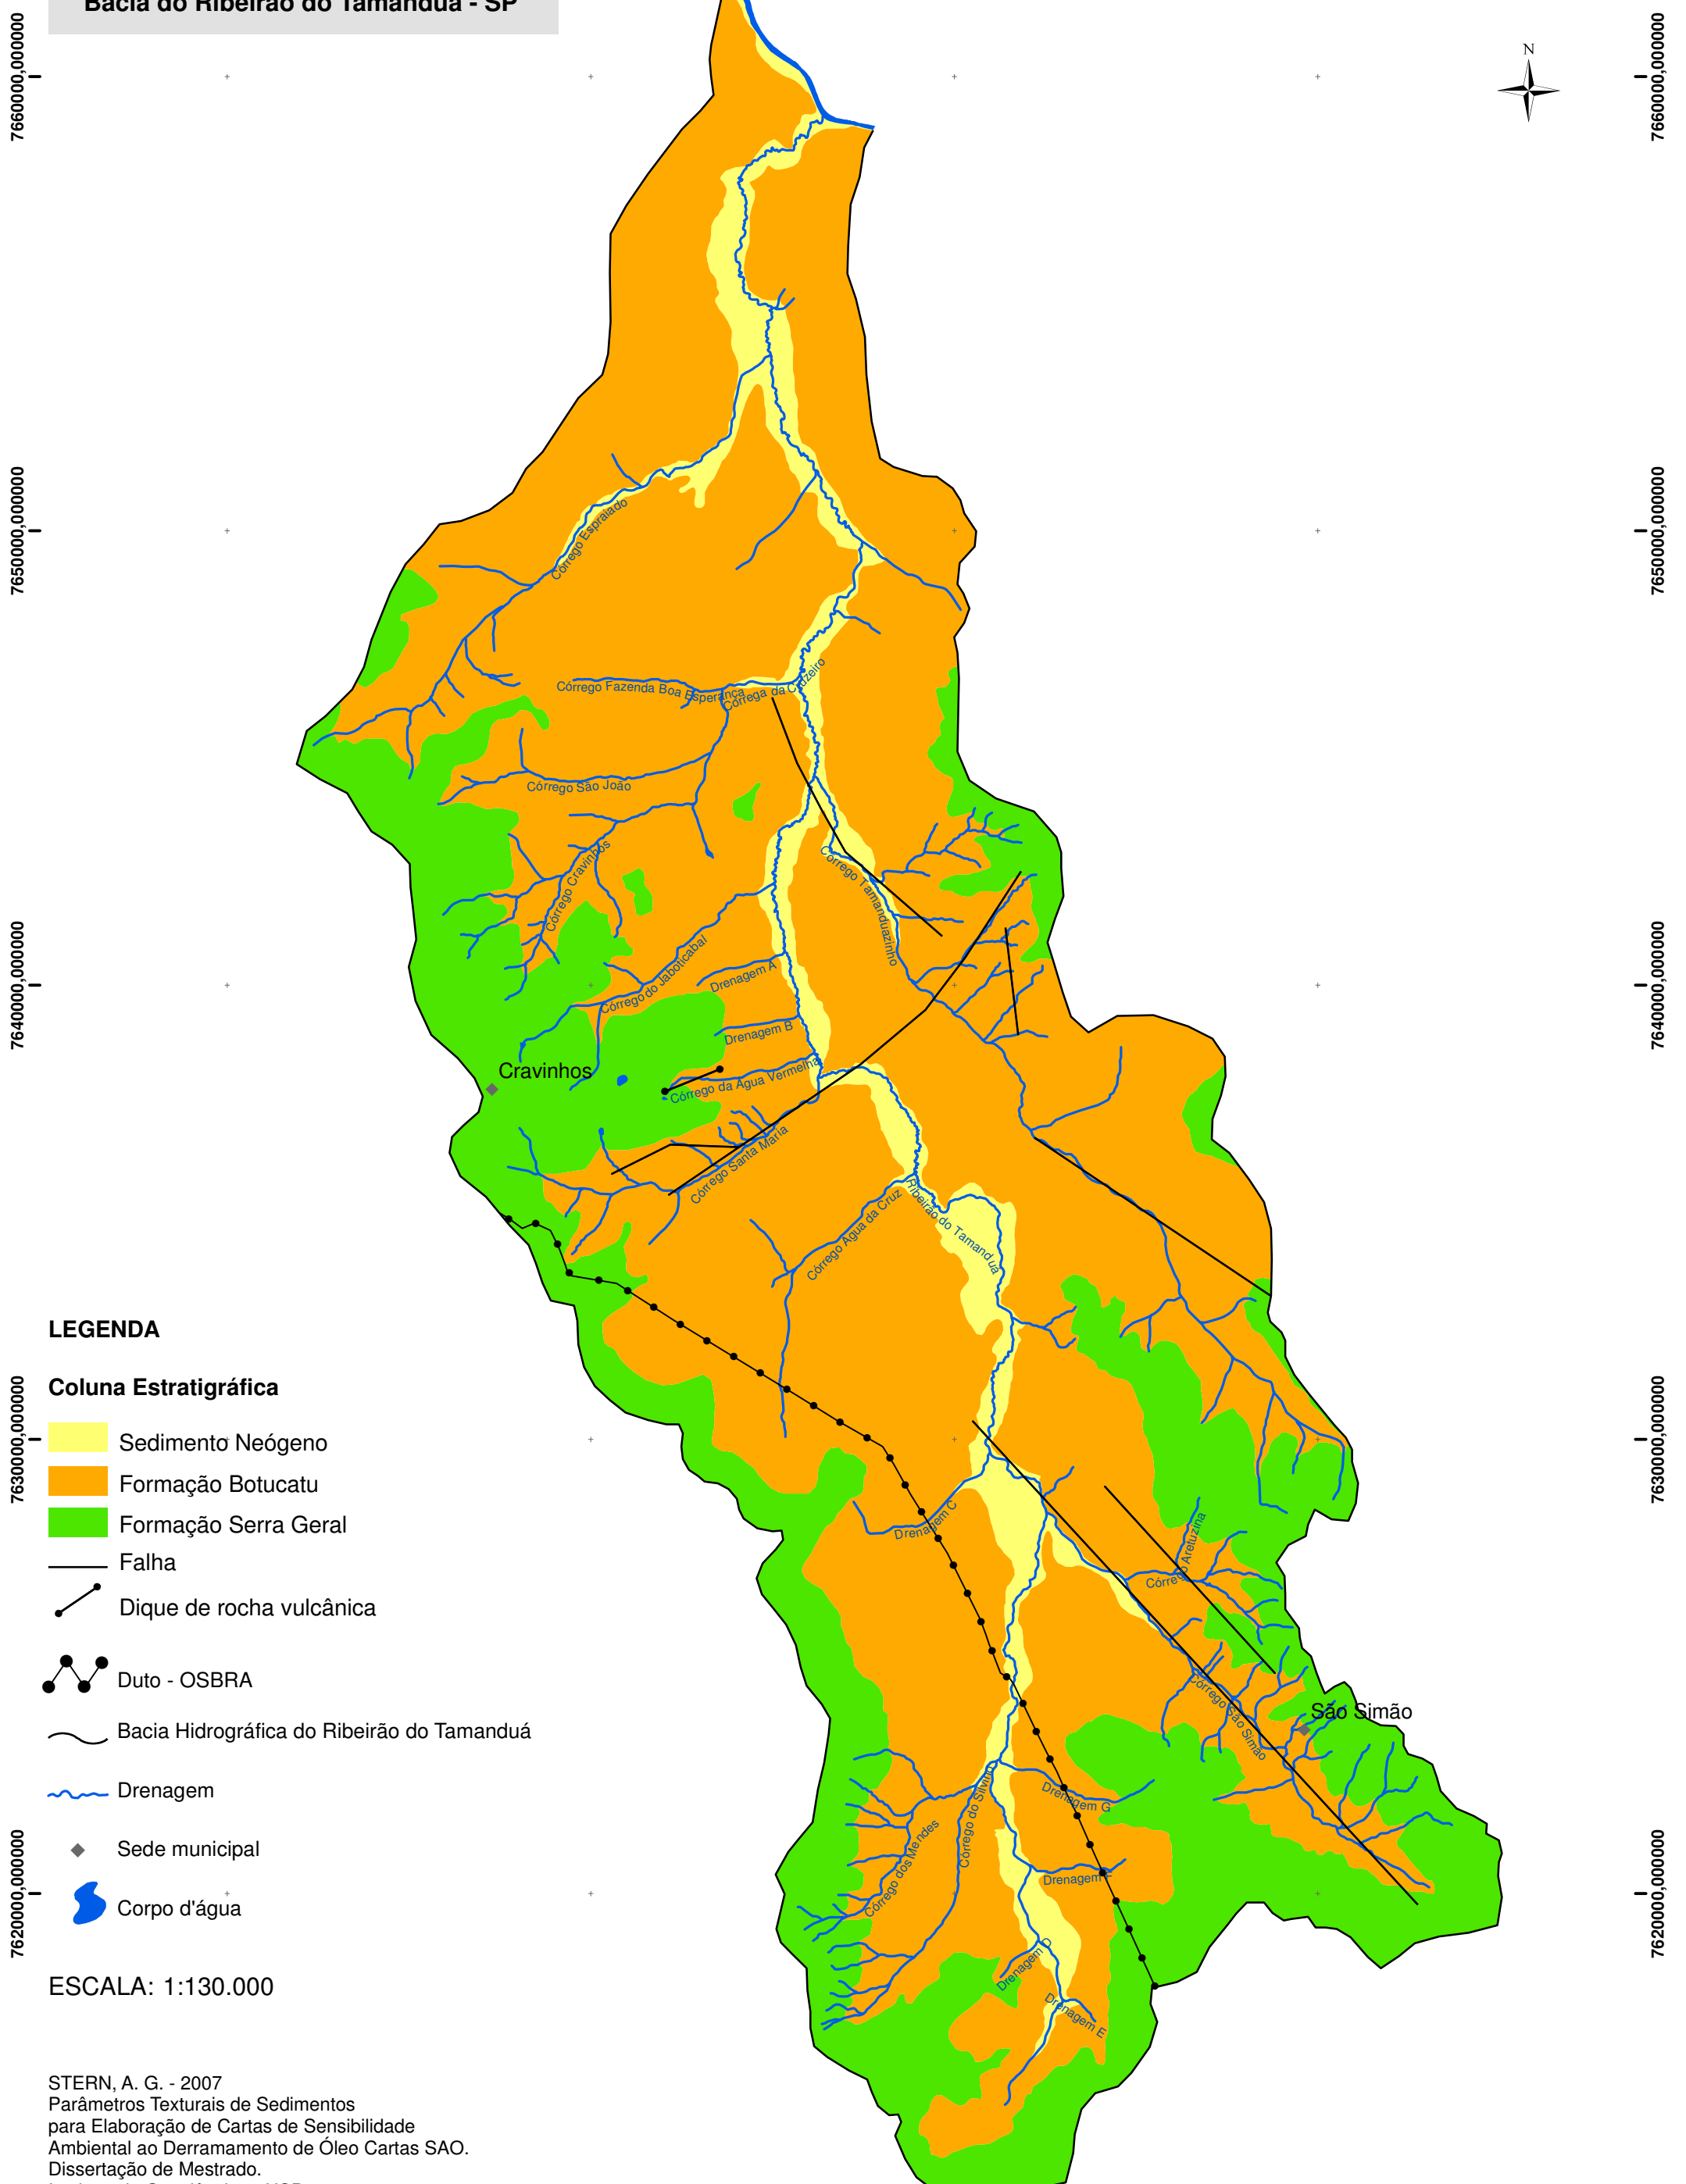 Bacia do Ribeirão do Tamanduá - SP
7660000,000000
7660000,000000
N
7650000,000000
7650000,000000
Córrego Espraiado
Córrego Fazenda Boa Esperança
Córrega da Cruzeiro
Córrego São João
Córrego Cravinhos
Córrego Tamanduazinho
Córrego do Jaboticabal
Drenagem A
7640000,000000
7640000,000000
Drenagem B
Cravinhos
Córrego da Água Vermelha
Córrego Santa Maria
Córrego Água da Cruz
Ribeirão do Tamanduá
LEGENDA
Coluna Estratigráfica
7630000,000000
7630000,000000
Sedimento Neógeno
Formação Botucatu
Formação Serra Geral
Falha
Dique de rocha vulcânica
Duto - OSBRA
Bacia Hidrográfica do Ribeirão do Tamanduá
Drenagem
Sede municipal
Corpo d'água
Drenagem C
Córrego Aretuzina
Córrego São Simão
São Simão
Drenagem G
Córrego do Silvino
Córrego dos Mendes
Drenagem F
7620000,000000
7620000,000000
Drenagem D
Drenagem E
ESCALA: 1:130.000
STERN, A. G. - 2007
Parâmetros Texturais de Sedimentos
para Elaboração de Cartas de Sensibilidade
Ambiental ao Derramamento de Óleo Cartas SAO.
Dissertação de Mestrado.